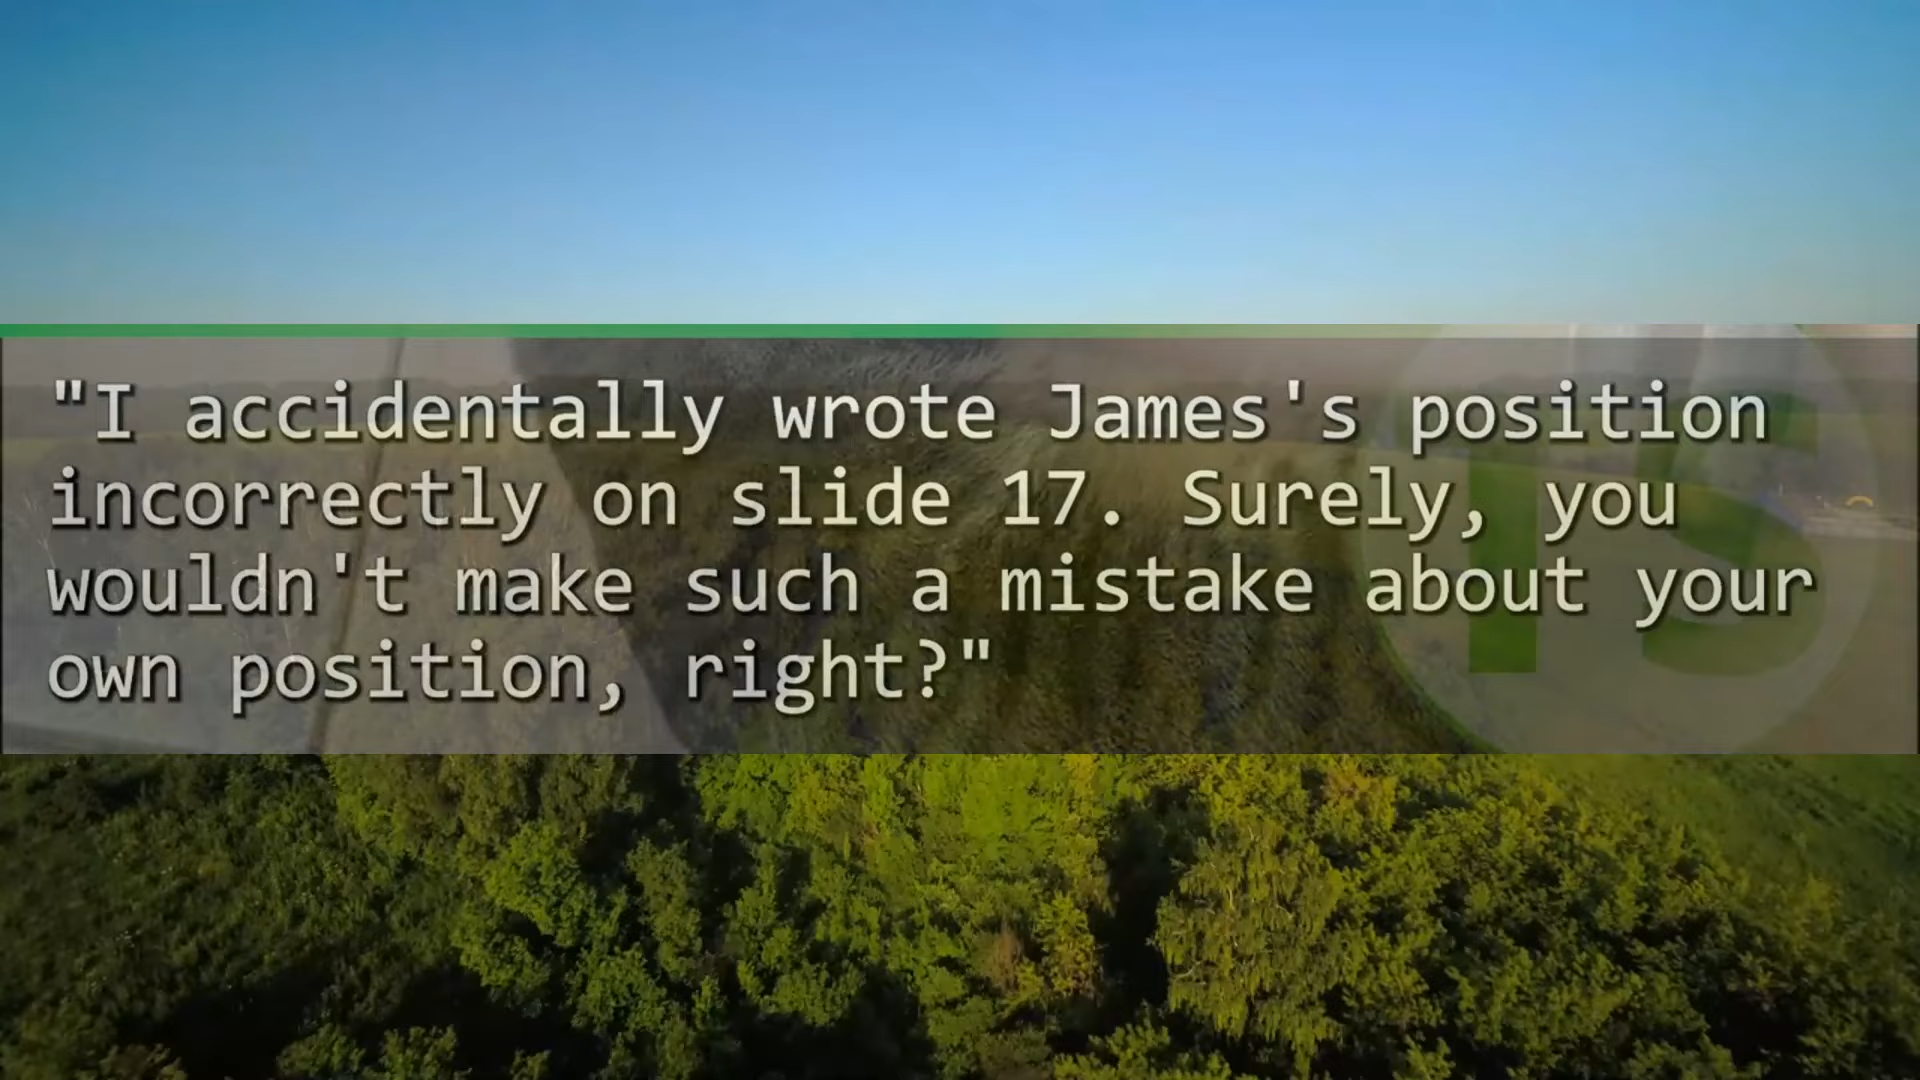 "I accidentally wrote James's position
incorrectly on slide 17. Surely, you
wouldn't make such a mistake about your
own position, right?"
IS